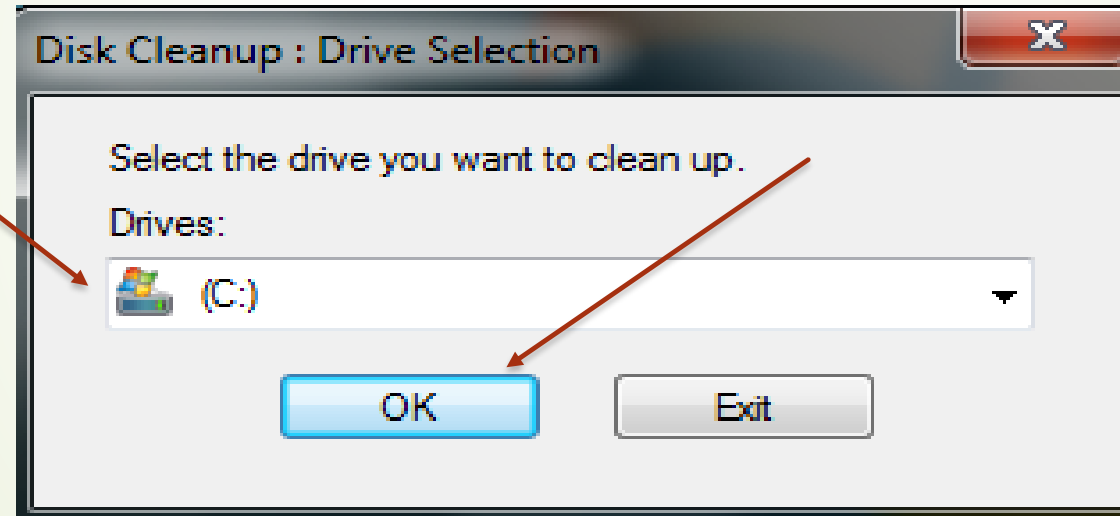 Disk Cleanup : Drive Selection
Select the drive you want to clean up.
Drives:
(C:)
OK Exit